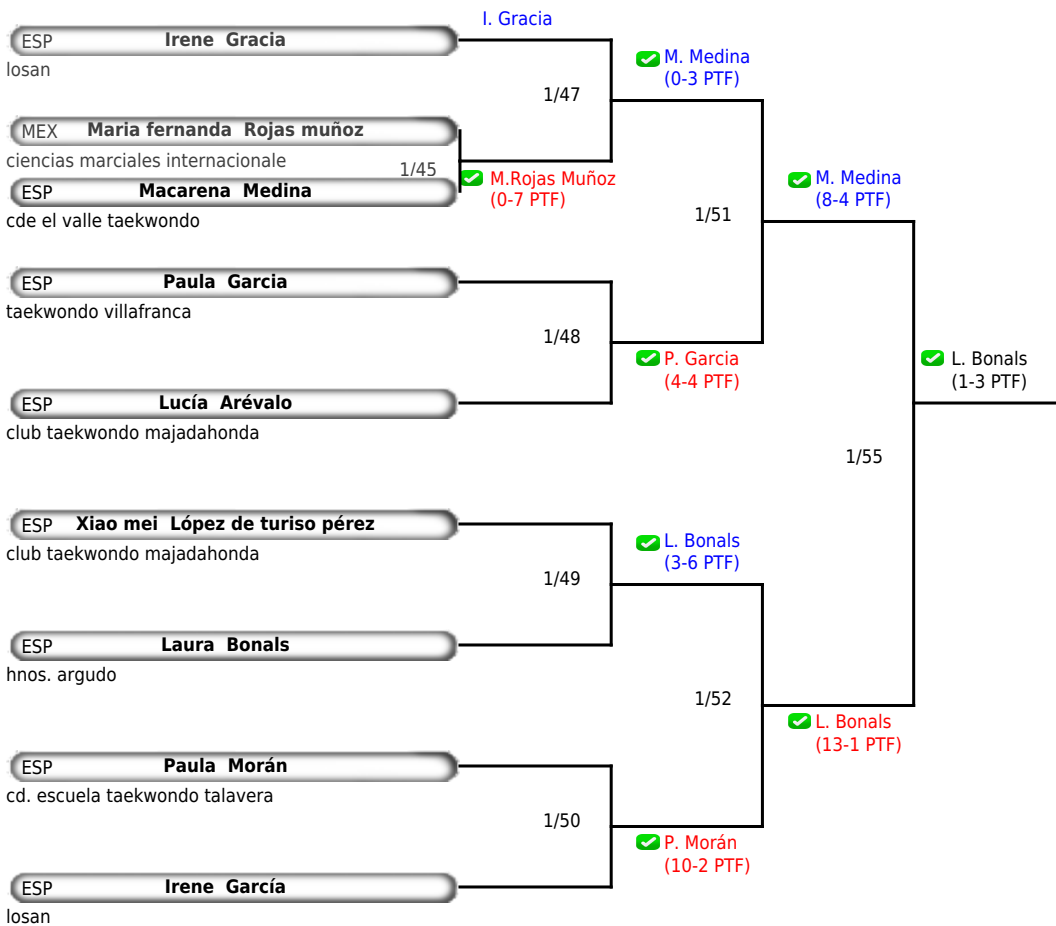 I. Gracia
ESP Irene Gracia
losan
M. Medina
(0-3 PTF)
1/47
MEX Maria fernanda Rojas muñoz
ciencias marciales internacionale
1/45
M.Rojas Muñoz
(0-7 PTF)
ESP Macarena Medina
cde el valle taekwondo
M. Medina
(8-4 PTF)
1/51
ESP Paula Garcia
taekwondo villafranca
1/48
P. Garcia
(4-4 PTF)
ESP Lucía Arévalo
club taekwondo majadahonda
L. Bonals
(1-3 PTF)
1/55
ESP Xiao mei López de turiso pérez
club taekwondo majadahonda
L. Bonals
(3-6 PTF)
1/49
ESP Laura Bonals
hnos. argudo
1/52
L. Bonals
(13-1 PTF)
ESP Paula Morán
cd. escuela taekwondo talavera
1/50
P. Morán
(10-2 PTF)
ESP Irene García
losan